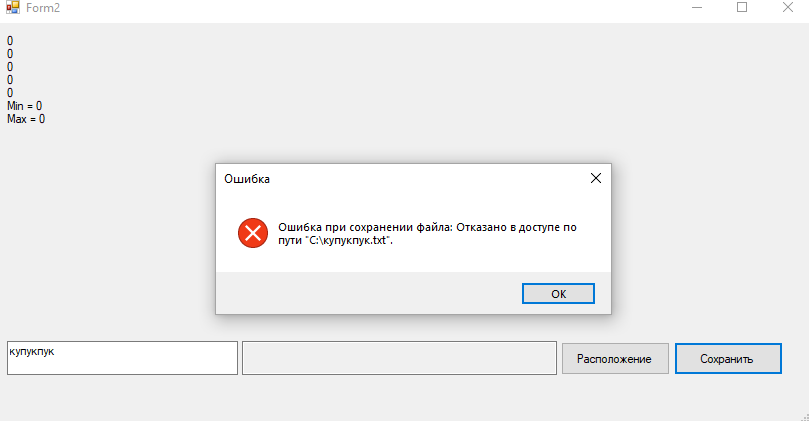 Form2
0
0
0
0
0
Min = 0
Max = 0
Ошибка
Ошибка при сохранении файла: Отказано в доступе по
пути "C:\купукпук.txt".
OK
купукпук
Расположение
Сохранить